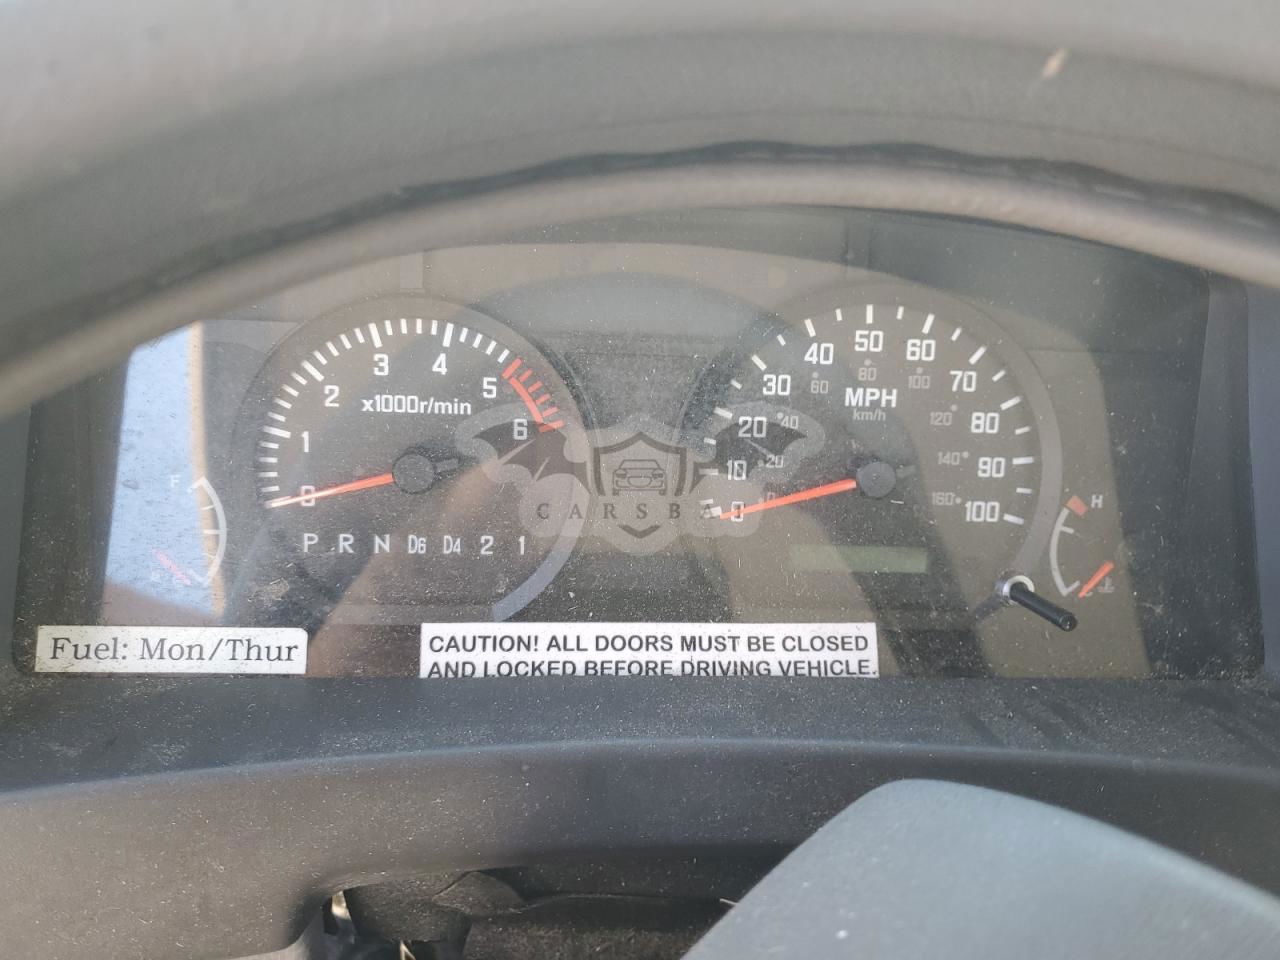 0
1
2
3
4
5
6
x1000r/min
P R N D6 D4 2 1
F
0
10
20
30
40
50
60
70
80
90
100
MPH
km/h
0
20
40
60
80
100
120
140
160
H
CARSBA
Fuel: Mon/Thur
CAUTION! ALL DOORS MUST BE CLOSED
AND LOCKED BEFORE DRIVING VEHICLE.